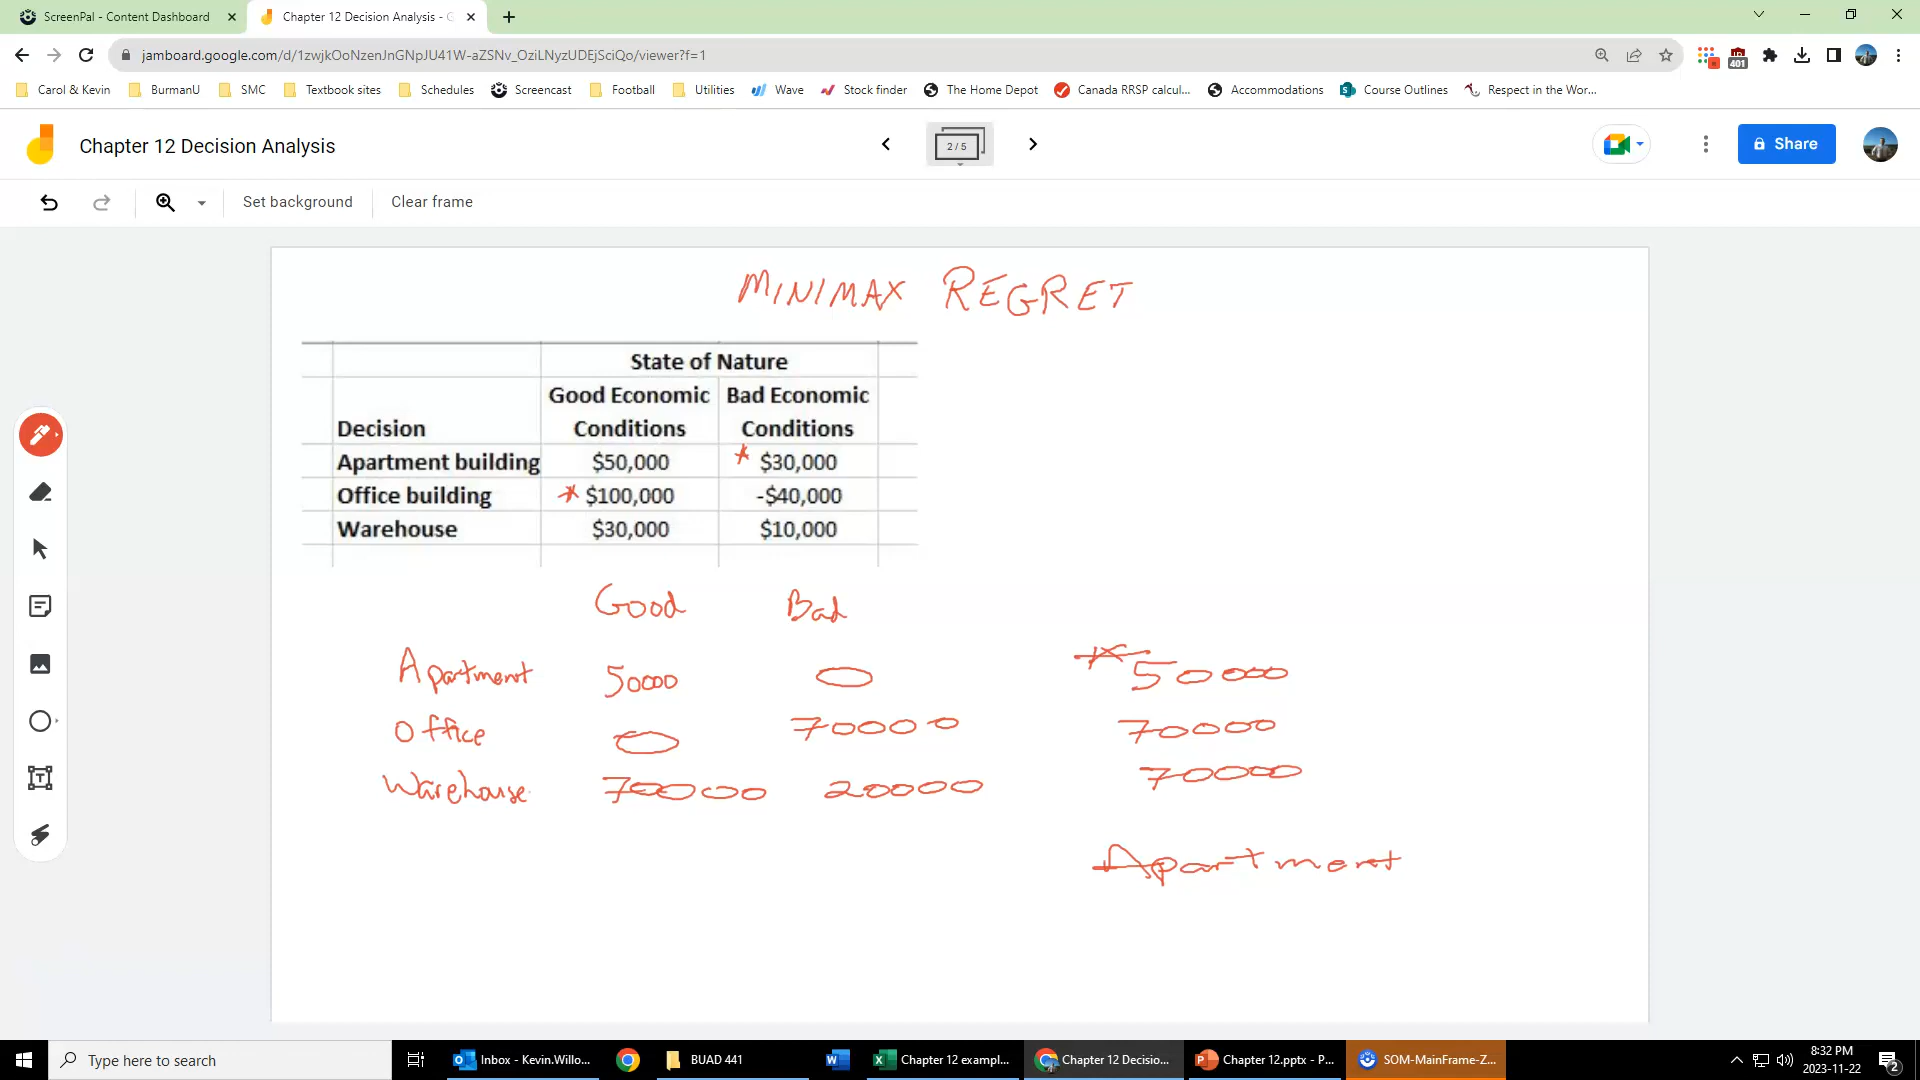 ScreenPal - Content Dashboard
Chapter 12 Decision Analysis - G
jamboard.google.com/d/1zwjkOoNzenJnGNpJU41W-aZSNv_OziLNyzUDEjSciQo/viewer?f=1
401
Carol & Kevin
BurmanU
SMC
Textbook sites
Schedules
Screencast
Football
Utilities
Wave
Stock finder
The Home Depot
Canada RRSP calcul...
Accommodations
Course Outlines
Respect in the Wor...
Chapter 12 Decision Analysis
2 / 5
Share
Set background
Clear frame
MINIMAX REGRET
State of Nature
Good Economic Bad Economic
Decision Conditions Conditions
Apartment building $50,000 * $30,000
Office building * $100,000 -$40,000
Warehouse $30,000 $10,000
Good Bad
Apartment 50000 0 * 50000
Office 0 70000 70000
Warehouse 70000 20000 70000
Apartment
Type here to search
Inbox - Kevin.Willo...
BUAD 441
Chapter 12 exampl...
Chapter 12 Decisio...
Chapter 12.pptx - P...
SOM-MainFrame-Z...
8:32 PM
2023-11-22
2